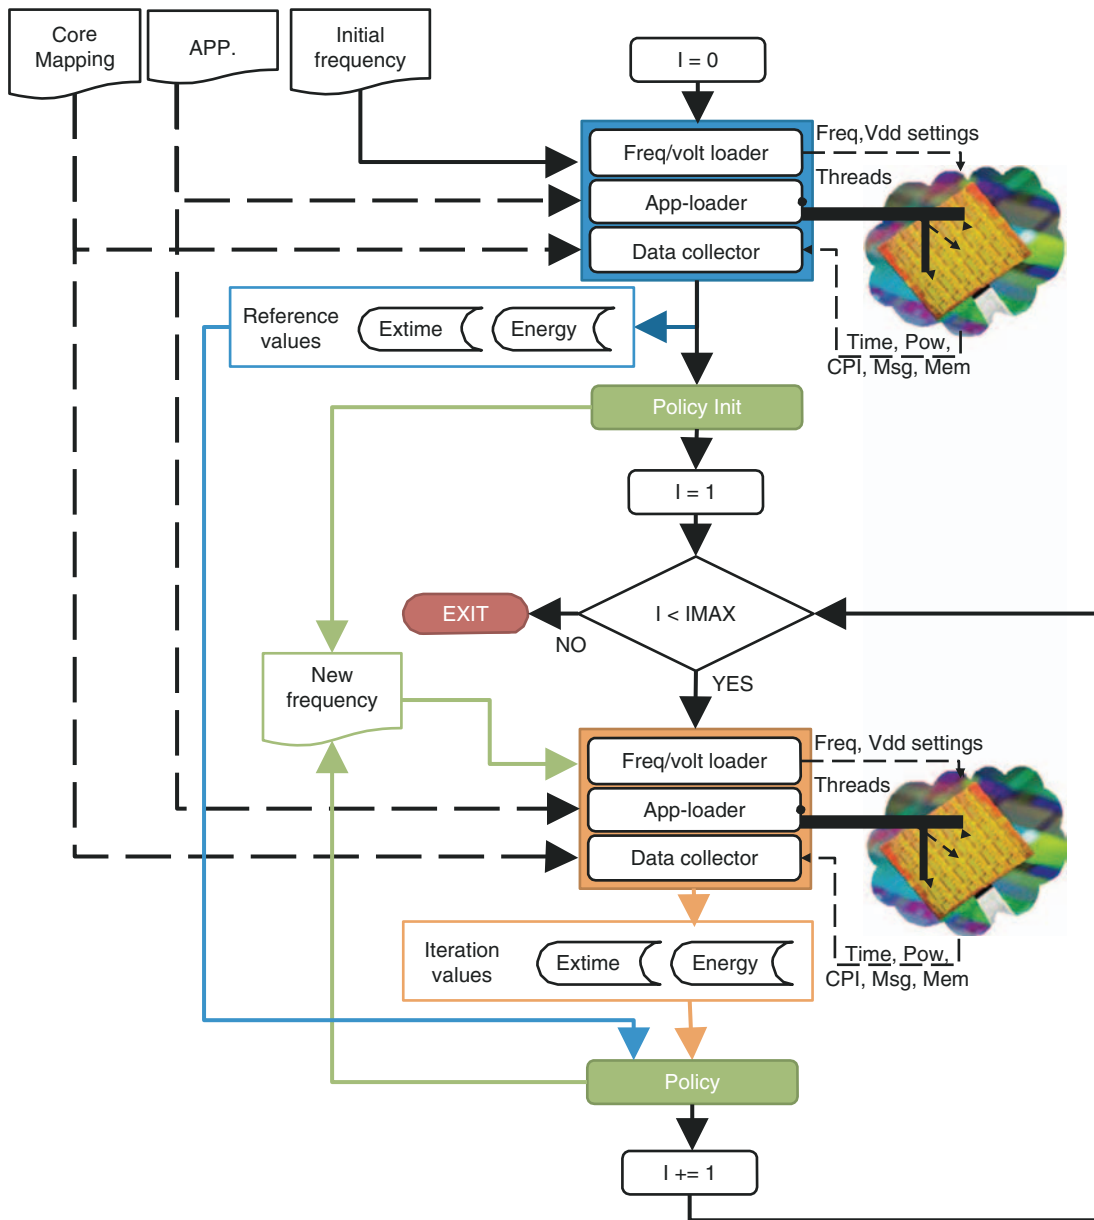 Core
Mapping
APP.
Initial
frequency
I = 0
Freq/volt loader
App-loader
Data collector
Freq,Vdd settings
Threads
Time, Pow,
CPI, Msg, Mem
Reference
values
Extime
Energy
Policy Init
I = 1
I < IMAX
EXIT
NO
YES
New
frequency
Freq/volt loader
App-loader
Data collector
Freq, Vdd settings
Threads
Time, Pow,
CPI, Msg, Mem
Iteration
values
Extime
Energy
Policy
I += 1